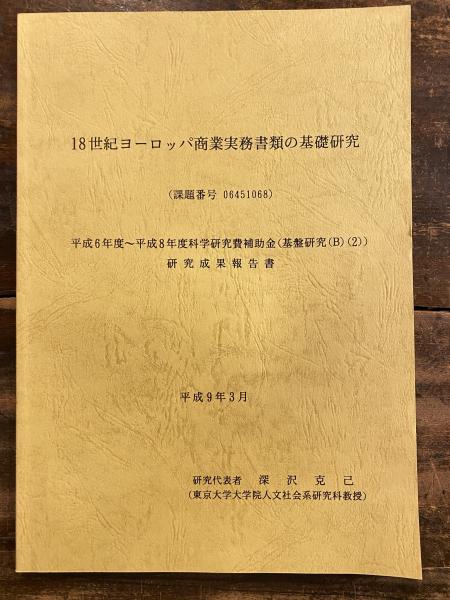 18世紀ヨーロッパ商業実務書類の基礎研究
(課題番号 06451068)
平成6年度～平成8年度科学研究費補助金(基盤研究(B)(2))
研究成果報告書
平成9年3月
研究代表者 深沢克己
(東京大学大学院人文社会系研究科教授)